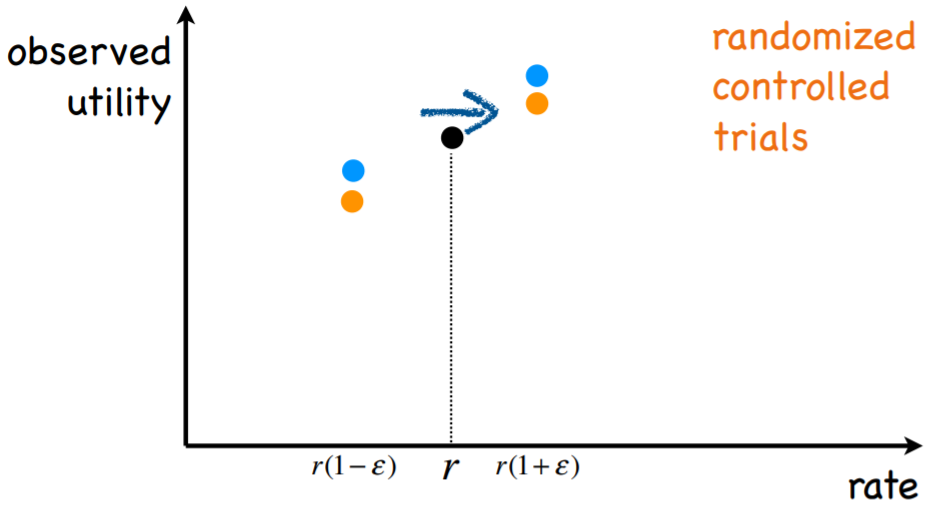 observed
utility
randomized
controlled
trials
r(1−ε)
r
r(1+ε)
rate